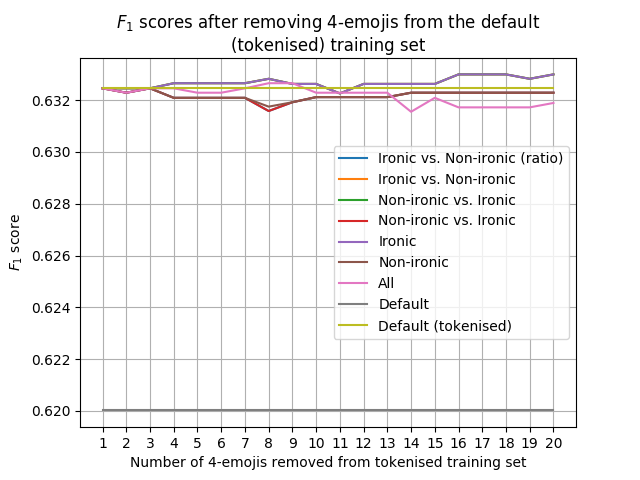 F1 scores after removing 4-emojis from the default
(tokenised) training set
F1 score
0.632
0.630
0.628
0.626
0.624
0.622
0.620
Ironic vs. Non-ironic (ratio)
Ironic vs. Non-ironic
Non-ironic vs. Ironic
Non-ironic vs. Ironic
Ironic
Non-ironic
All
Default
Default (tokenised)
1 2 3 4 5 6 7 8 9 10 11 12 13 14 15 16 17 18 19 20
Number of 4-emojis removed from tokenised training set